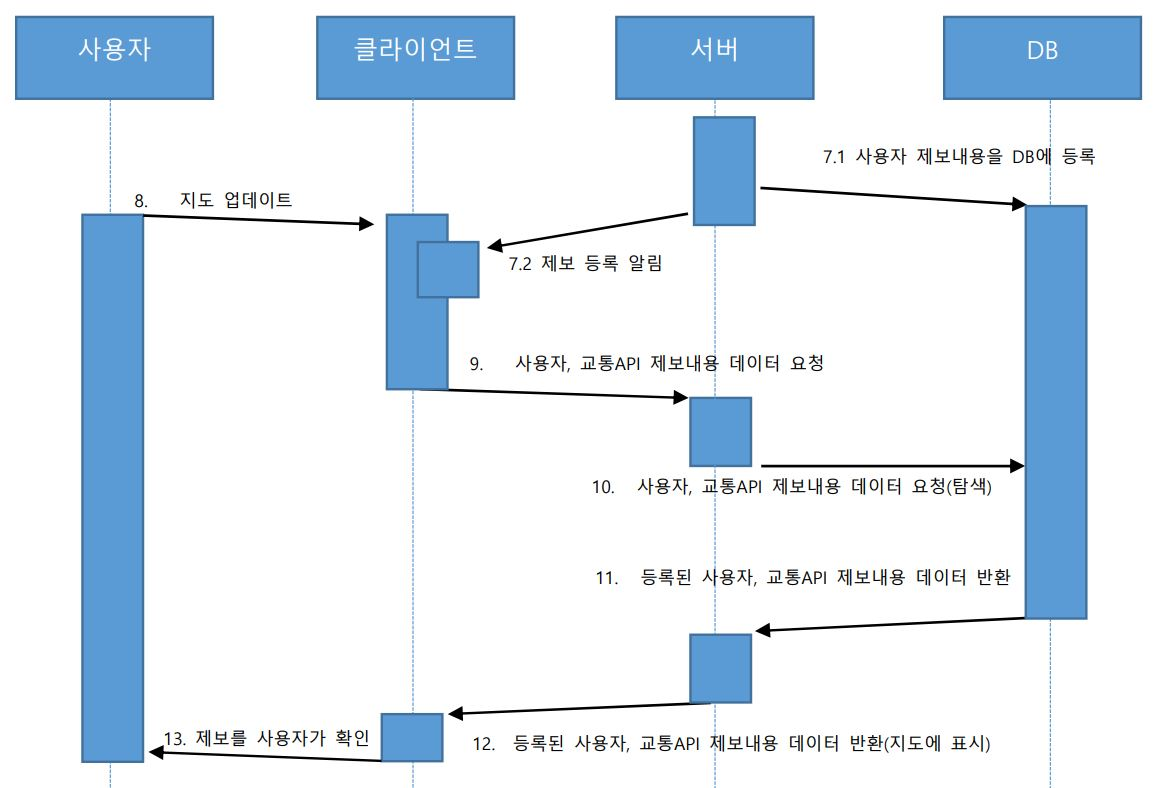 사용자
클라이언트
서버
DB
7.1 사용자 제보내용을 DB에 등록
8. 지도 업데이트
7.2 제보 등록 알림
9. 사용자, 교통API 제보내용 데이터 요청
10. 사용자, 교통API 제보내용 데이터 요청(탐색)
11. 등록된 사용자, 교통API 제보내용 데이터 반환
13. 제보를 사용자가 확인
12. 등록된 사용자, 교통API 제보내용 데이터 반환(지도에 표시)